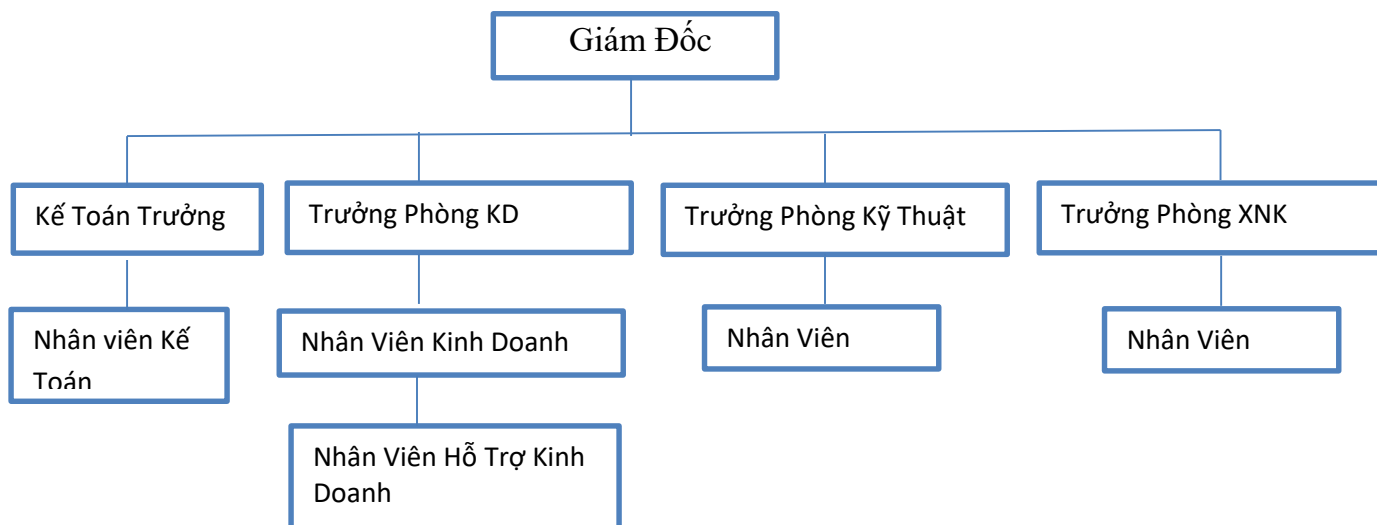 Giám Đốc
Kế Toán Trưởng
Trưởng Phòng KD
Trưởng Phòng Kỹ Thuật
Trưởng Phòng XNK
Nhân viên Kế
Toán
Nhân Viên Kinh Doanh
Nhân Viên
Nhân Viên
Nhân Viên Hỗ Trợ Kinh
Doanh